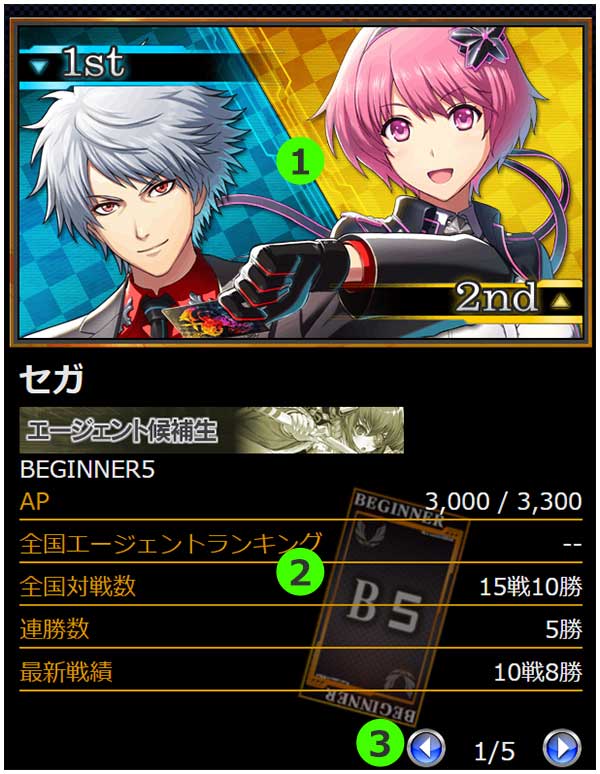 1st
1
2nd
セガ
エージェント候補生
BEGINNER5
AP 3,000 / 3,300
BEGINNER
全国エージェントランキング --
2
全国対戦数 15戦10勝
B5
連勝数 5勝
最新戦績 10戦8勝
BEGINNER
3 1/5